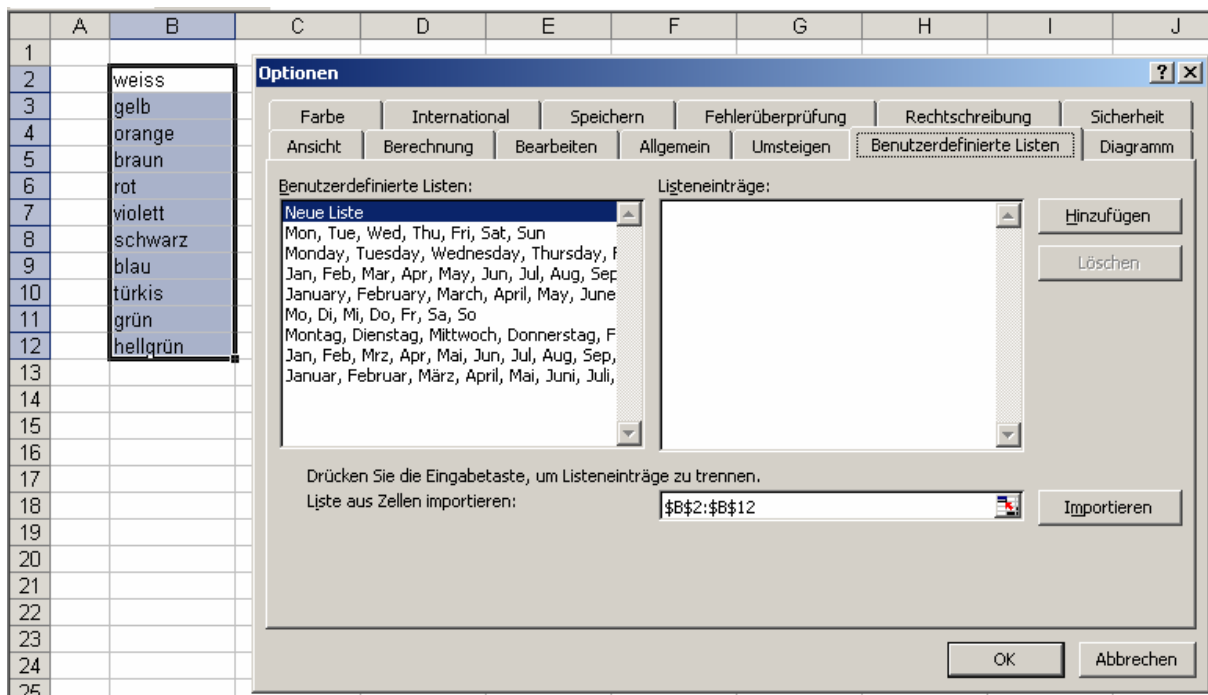 A B C D E F G H I J
1
2 weiss
3 gelb
4 orange
5 braun
6 rot
7 violett
8 schwarz
9 blau
10 türkis
11 grün
12 hellgrün
13
14
15
16
17
18
19
20
21
22
23
24
25
Optionen
Farbe International Speichern Fehlerüberprüfung Rechtschreibung Sicherheit
Ansicht Berechnung Bearbeiten Allgemein Umsteigen Benutzerdefinierte Listen Diagramm
Benutzerdefinierte Listen: Listeneinträge:
Neue Liste
Mon, Tue, Wed, Thu, Fri, Sat, Sun
Monday, Tuesday, Wednesday, Thursday, F
Jan, Feb, Mar, Apr, May, Jun, Jul, Aug, Sep
January, February, March, April, May, June
Mo, Di, Mi, Do, Fr, Sa, So
Montag, Dienstag, Mittwoch, Donnerstag, F
Jan, Feb, Mrz, Apr, Mai, Jun, Jul, Aug, Sep,
Januar, Februar, März, April, Mai, Juni, Juli,
Hinzufügen
Löschen
Drücken Sie die Eingabetaste, um Listeneinträge zu trennen.
Liste aus Zellen importieren: $B$2:$B$12 Importieren
OK Abbrechen